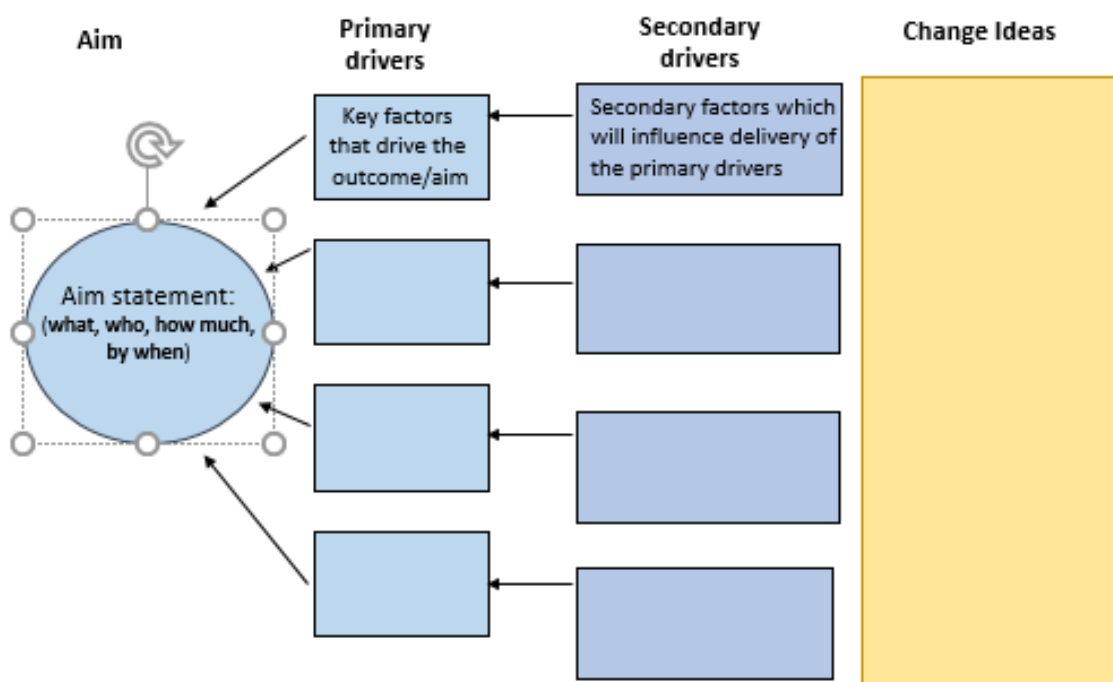 Aim
Primary
drivers
Secondary
drivers
Change Ideas
Key factors
that drive the
outcome/aim
Secondary factors which
will influence delivery of
the primary drivers
Aim statement:
(what, who, how much,
by when)